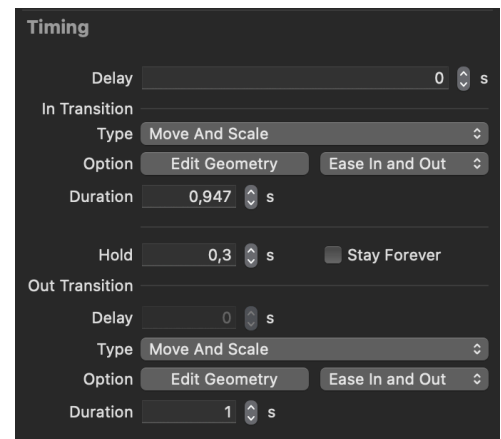 Timing
Delay 0 s
In Transition
Type Move And Scale
Option Edit Geometry Ease In and Out
Duration 0,947 s
Hold 0,3 s Stay Forever
Out Transition
Delay 0 s
Type Move And Scale
Option Edit Geometry Ease In and Out
Duration 1 s